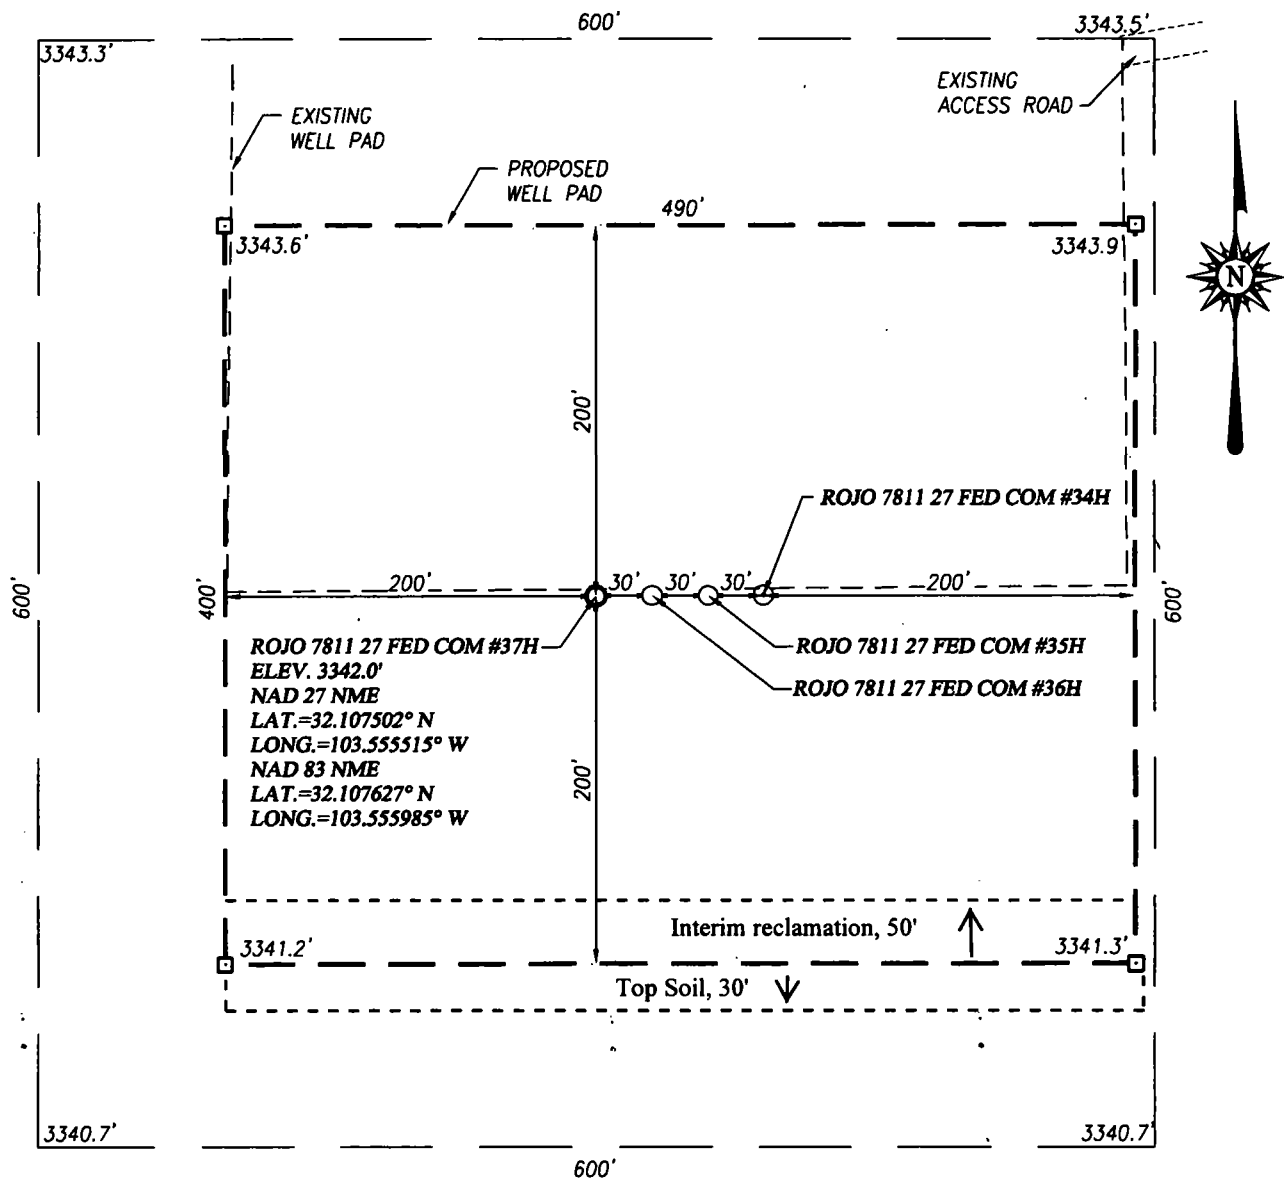 600'
3343.3'
3343.5'
EXISTING
ACCESS ROAD
EXISTING
WELL PAD
PROPOSED
WELL PAD
490'
3343.6'
3343.9
N
200'
ROJO 7811 27 FED COM #34H
600'
400'
200'
30'
30'
30'
200'
600'
ROJO 7811 27 FED COM #37H
ELEV. 3342.0'
NAD 27 NME
LAT.=32.107502° N
LONG.=103.555515° W
NAD 83 NME
LAT.=32.107627° N
LONG.=103.555985° W
ROJO 7811 27 FED COM #35H
ROJO 7811 27 FED COM #36H
200'
Interim reclamation, 50'
3341.2'
3341.3'
Top Soil, 30'
3340.7'
3340.7'
600'